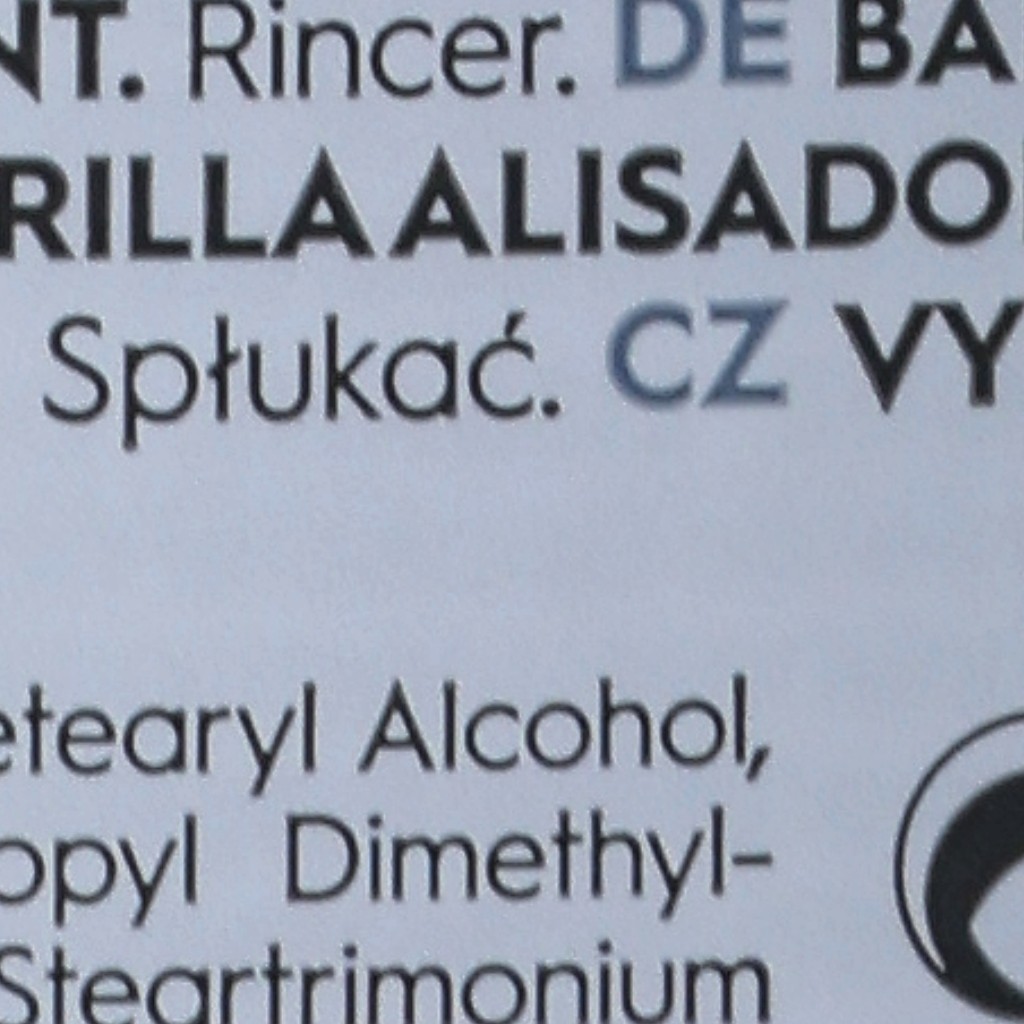 NT. Rincer. DE BA
RILLA ALISADO
Spłukać. CZ VY
etearyl Alcohol,
opyl Dimethyl-
Steartrimonium